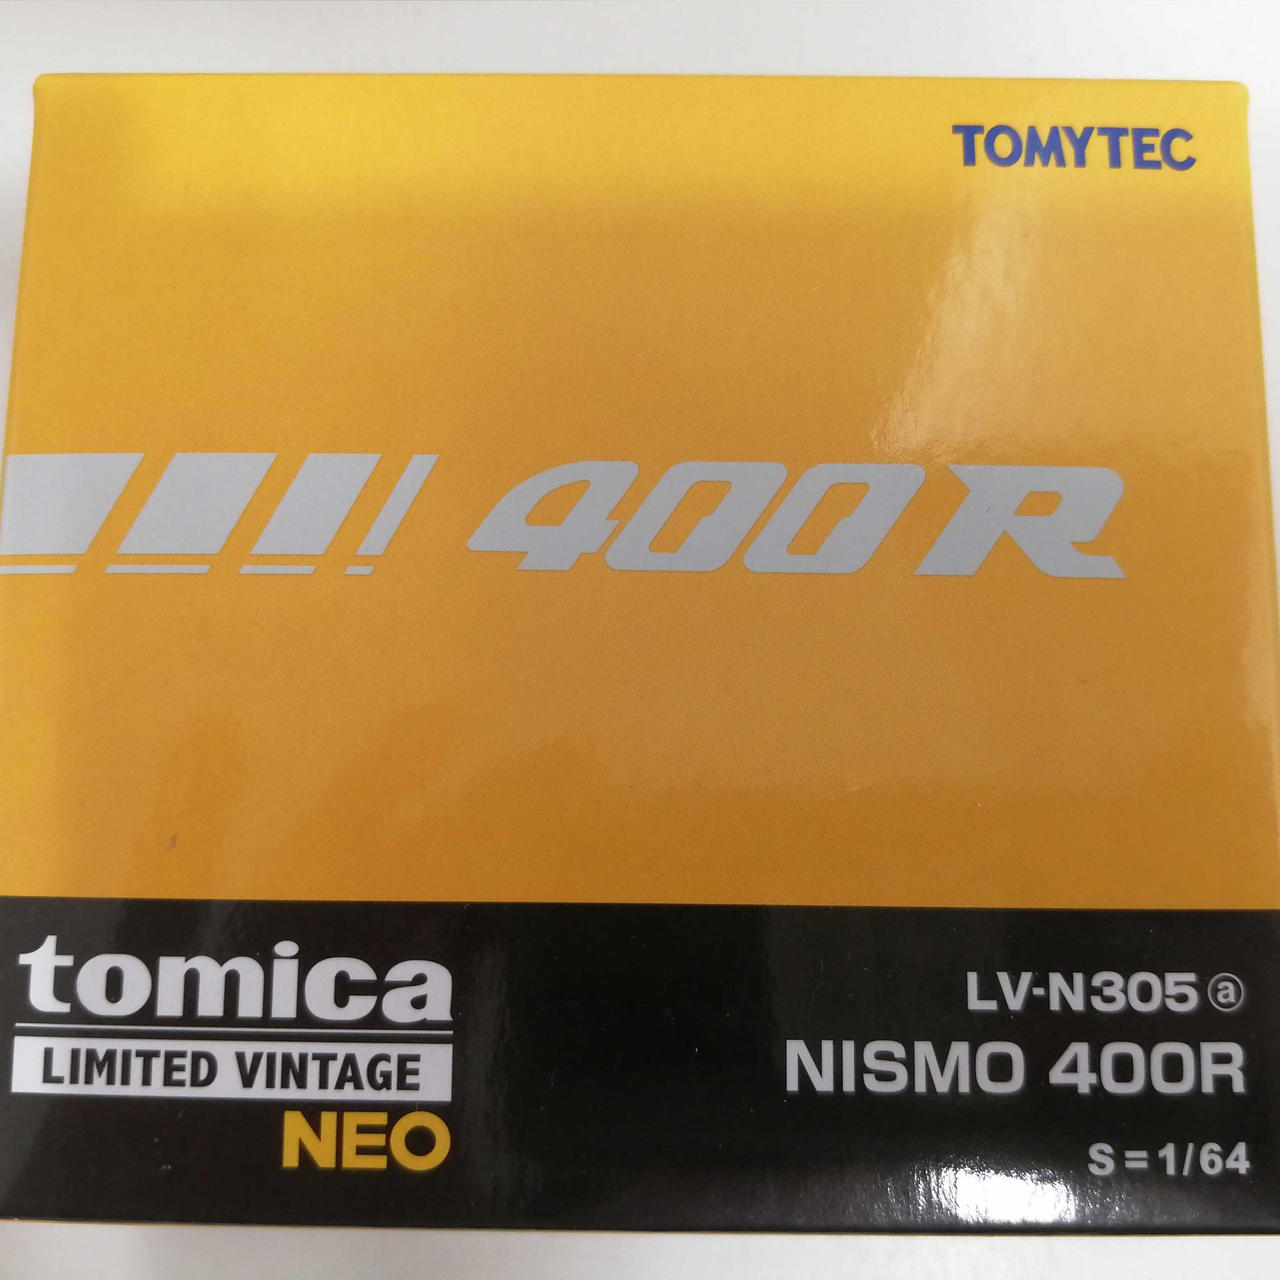 TOMYTEC
400R
tomica
LIMITED VINTAGE
NEO
LV-N305ⓐ
NISMO 400R
S=1/64